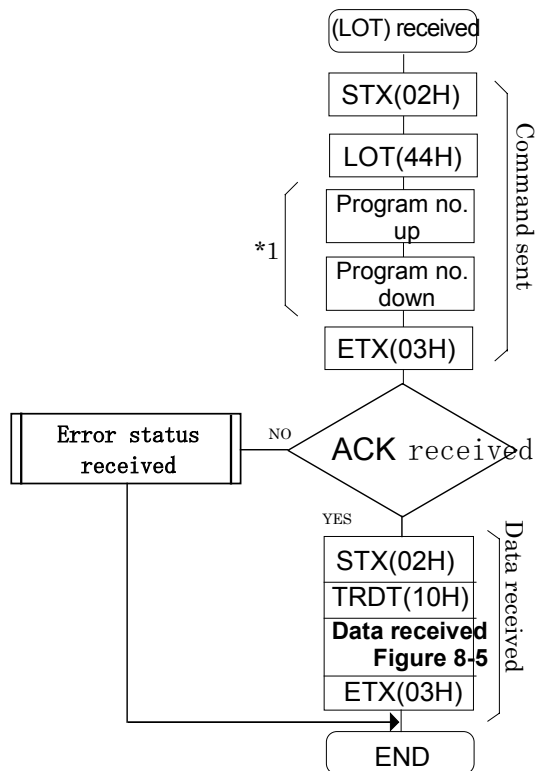 (LOT) received
STX(02H)
LOT(44H)
Program no.
up
*1
Program no.
down
ETX(03H)
Command sent
Error status
received
NO
ACK received
YES
STX(02H)
TRDT(10H)
Data received
Figure 8-5
ETX(03H)
Data received
END